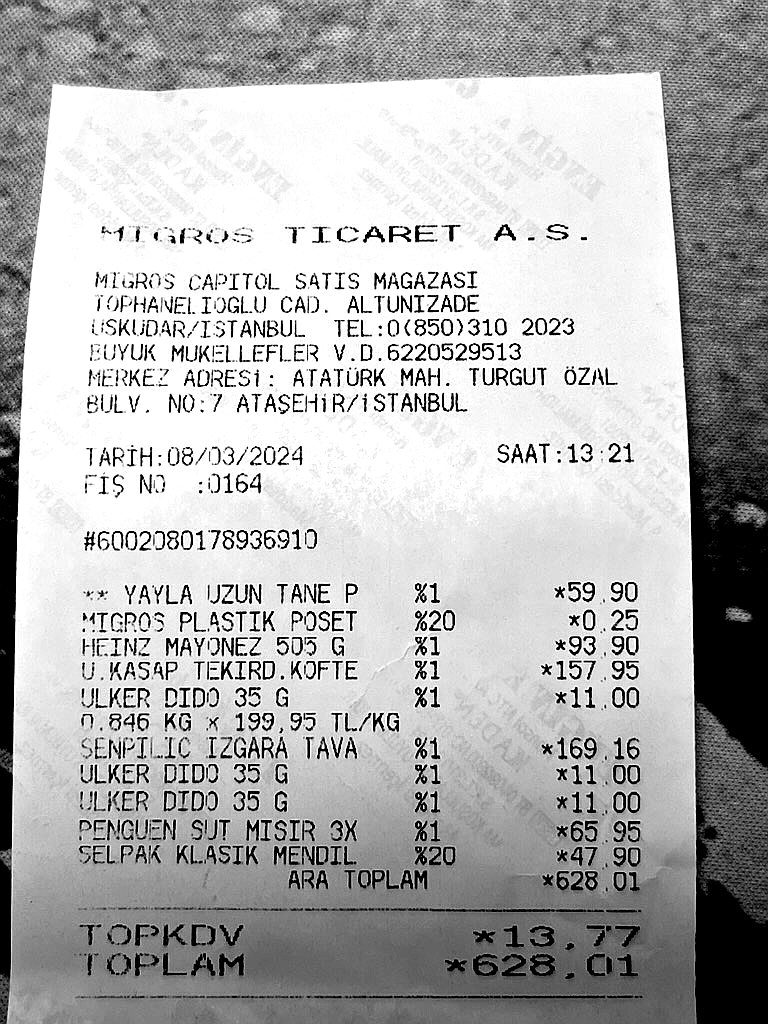 MIGROS TICARET A.S.
MIGROS CAPITOL SATIS MAGAZASI
TOPHANELIOGLU CAD. ALTUNIZADE
USKUDAR/ISTANBUL TEL:0(850)310 2023
BUYUK MUKELLEFLER V.D.6220529513
MERKEZ ADRESİ: ATATÜRK MAH. TURGUT ÖZAL
BULV. NO:7 ATAŞEHİR/İSTANBUL
TARİH:08/03/2024 SAAT:13:21
FİŞ NO :0164
#6002080178936910
** YAYLA UZUN TANE P %1 *59,90
MIGROS PLASTIK POSET %20 *0,25
HEINZ MAYONEZ 505 G %1 *93,90
U.KASAP TEKIRD.KOFTE %1 *157,95
ULKER DIDO 35 G %1 *11,00
0.846 KG x 199,95 TL/KG
SENPILIC IZGARA TAVA %1 *169,16
ULKER DIDO 35 G %1 *11,00
ULKER DIDO 35 G %1 *11,00
PENGUEN SUT MISIR 3X %1 *65,95
SELPAK KLASIK MENDIL %20 *47,90
ARA TOPLAM *628,01
TOPKDV *13,77
TOPLAM *628,01